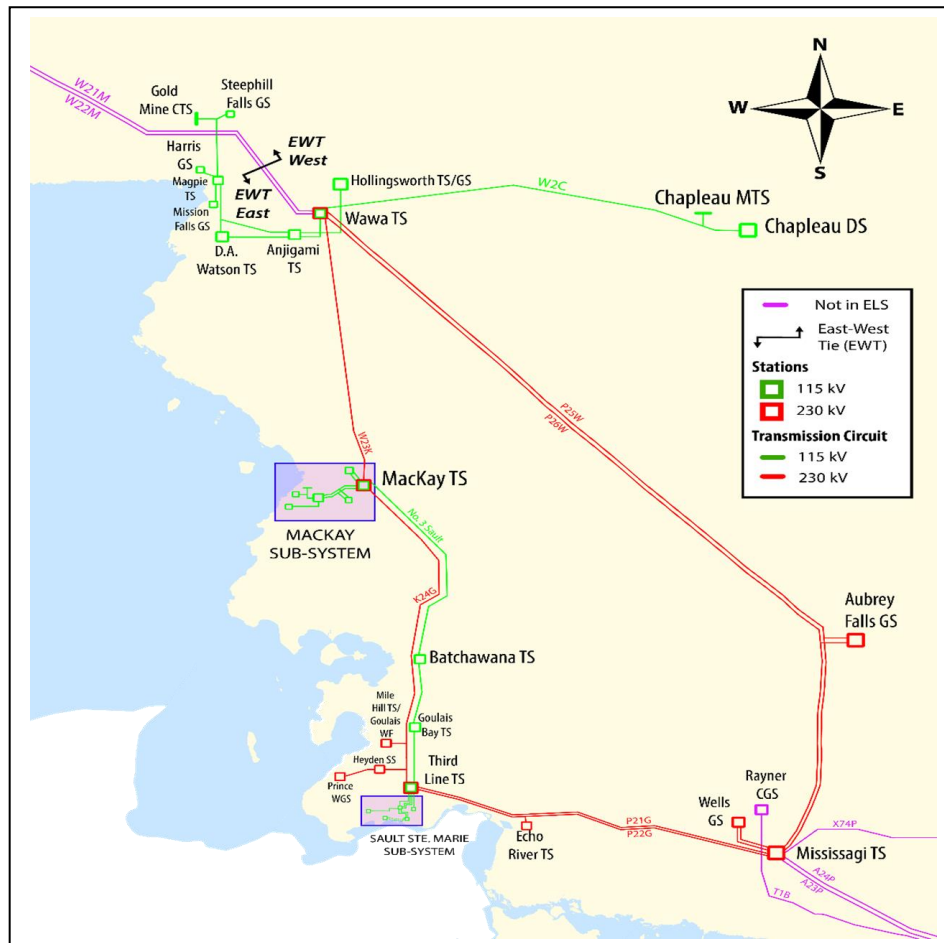 N
W
E
S
W21M
W22M
Gold
Mine CTS
Steephill
Falls GS
EWT
West
EWT
East
Harris
GS
Magpie
TS
Mission
Falls GS
D.A.
Watson TS
Anjigami
TS
Hollingsworth TS/GS
Wawa TS
W2C
Chapleau MTS
Chapleau DS
Not in ELS
East-West
Tie (EWT)
Stations
115 kV
230 kV
Transmission Circuit
115 kV
230 kV
P25W
P26W
W23K
MacKay TS
MACKAY
SUB-SYSTEM
No. 3 Sault
K24G
Aubrey
Falls GS
Batchawana TS
Mile
Hill TS/
Goulais
WF
Goulais
Bay TS
Heyden SS
Prince
WGS
Third
Line TS
SAULT STE, MARIE
SUB-SYSTEM
Echo
River TS
P21G
P22G
Wells
GS
Rayner
CGS
X74P
Mississagi TS
A24P
A23P
T1B